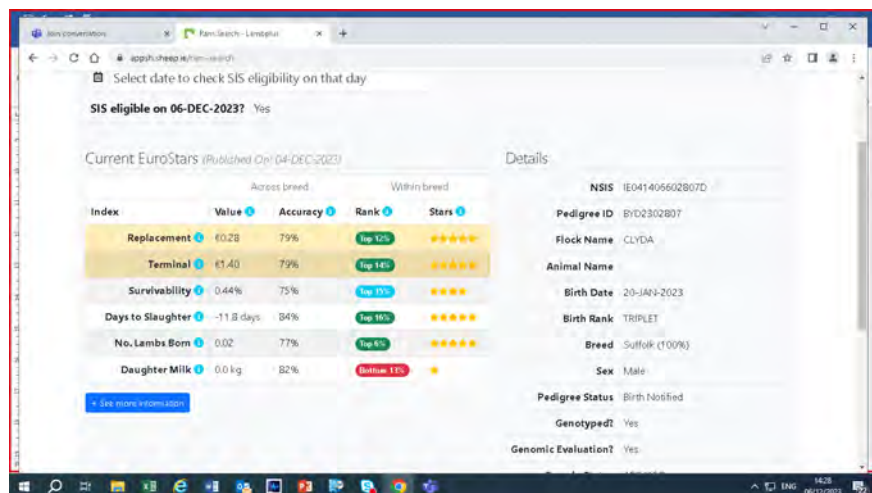 Join conversation
Ram Search - Lambplus
Select date to check SIS eligibility on that day
SIS eligible on 06-DEC-2023? Yes
Current EuroStars (Published On: 04-DEC-2023)
Across breed Within breed
Index Value Accuracy Rank Stars
Replacement €0.28 79% Top 12%
Terminal €1.40 79% Top 14%
Survivability 0.44% 75% Top 15%
Days to Slaughter -11.8 days 84% Top 16%
No. Lambs Born 0.02 77% Top 6%
Daughter Milk 0.0 kg 82% Bottom 13%
+ See more information
Details
NSIS IE041406602807D
Pedigree ID BYD2302807
Flock Name CLYDA
Animal Name
Birth Date 20-JAN-2023
Birth Rank TRIPLET
Breed Suffolk (100%)
Sex Male
Pedigree Status Birth Notified
Genotyped? Yes
Genomic Evaluation? Yes
ENG
14:28
06/12/2023